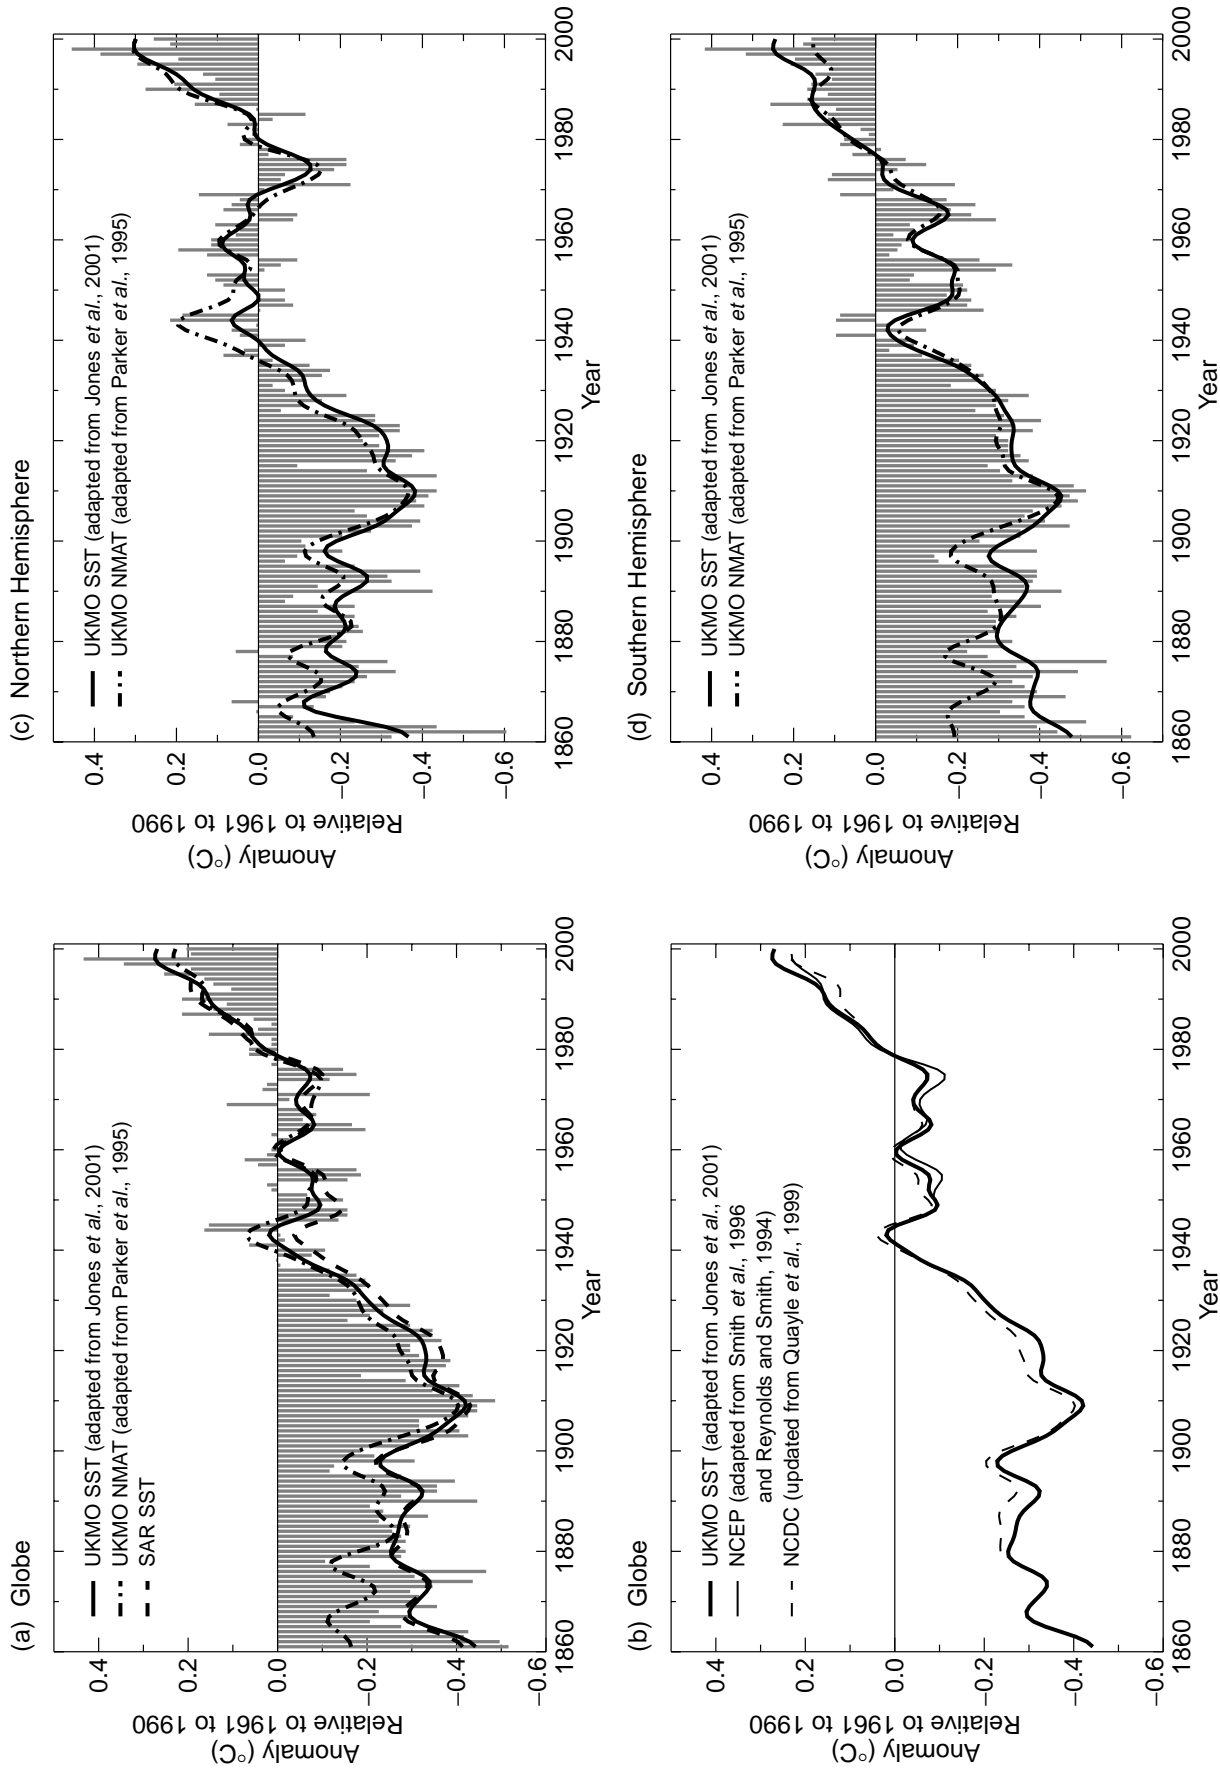 (a) Globe
UKMO SST (adapted from Jones et al., 2001)
UKMO NMAT (adapted from Parker et al., 1995)
SAR SST
0.4
0.2
0.0
−0.2
−0.4
−0.6
Anomaly (°C)
Relative to 1961 to 1990
1860 1880 1900 1920 1940 1960 1980 2000
Year
(b) Globe
UKMO SST (adapted from Jones et al., 2001)
NCEP (adapted from Smith et al., 1996
and Reynolds and Smith, 1994)
NCDC (updated from Quayle et al., 1999)
0.4
0.2
0.0
−0.2
−0.4
−0.6
Anomaly (°C)
Relative to 1961 to 1990
1860 1880 1900 1920 1940 1960 1980 2000
Year
(c) Northern Hemisphere
UKMO SST (adapted from Jones et al., 2001)
UKMO NMAT (adapted from Parker et al., 1995)
0.4
0.2
0.0
−0.2
−0.4
−0.6
Anomaly (°C)
Relative to 1961 to 1990
1860 1880 1900 1920 1940 1960 1980 2000
Year
(d) Southern Hemisphere
UKMO SST (adapted from Jones et al., 2001)
UKMO NMAT (adapted from Parker et al., 1995)
0.4
0.2
0.0
−0.2
−0.4
−0.6
Anomaly (°C)
Relative to 1961 to 1990
1860 1880 1900 1920 1940 1960 1980 2000
Year